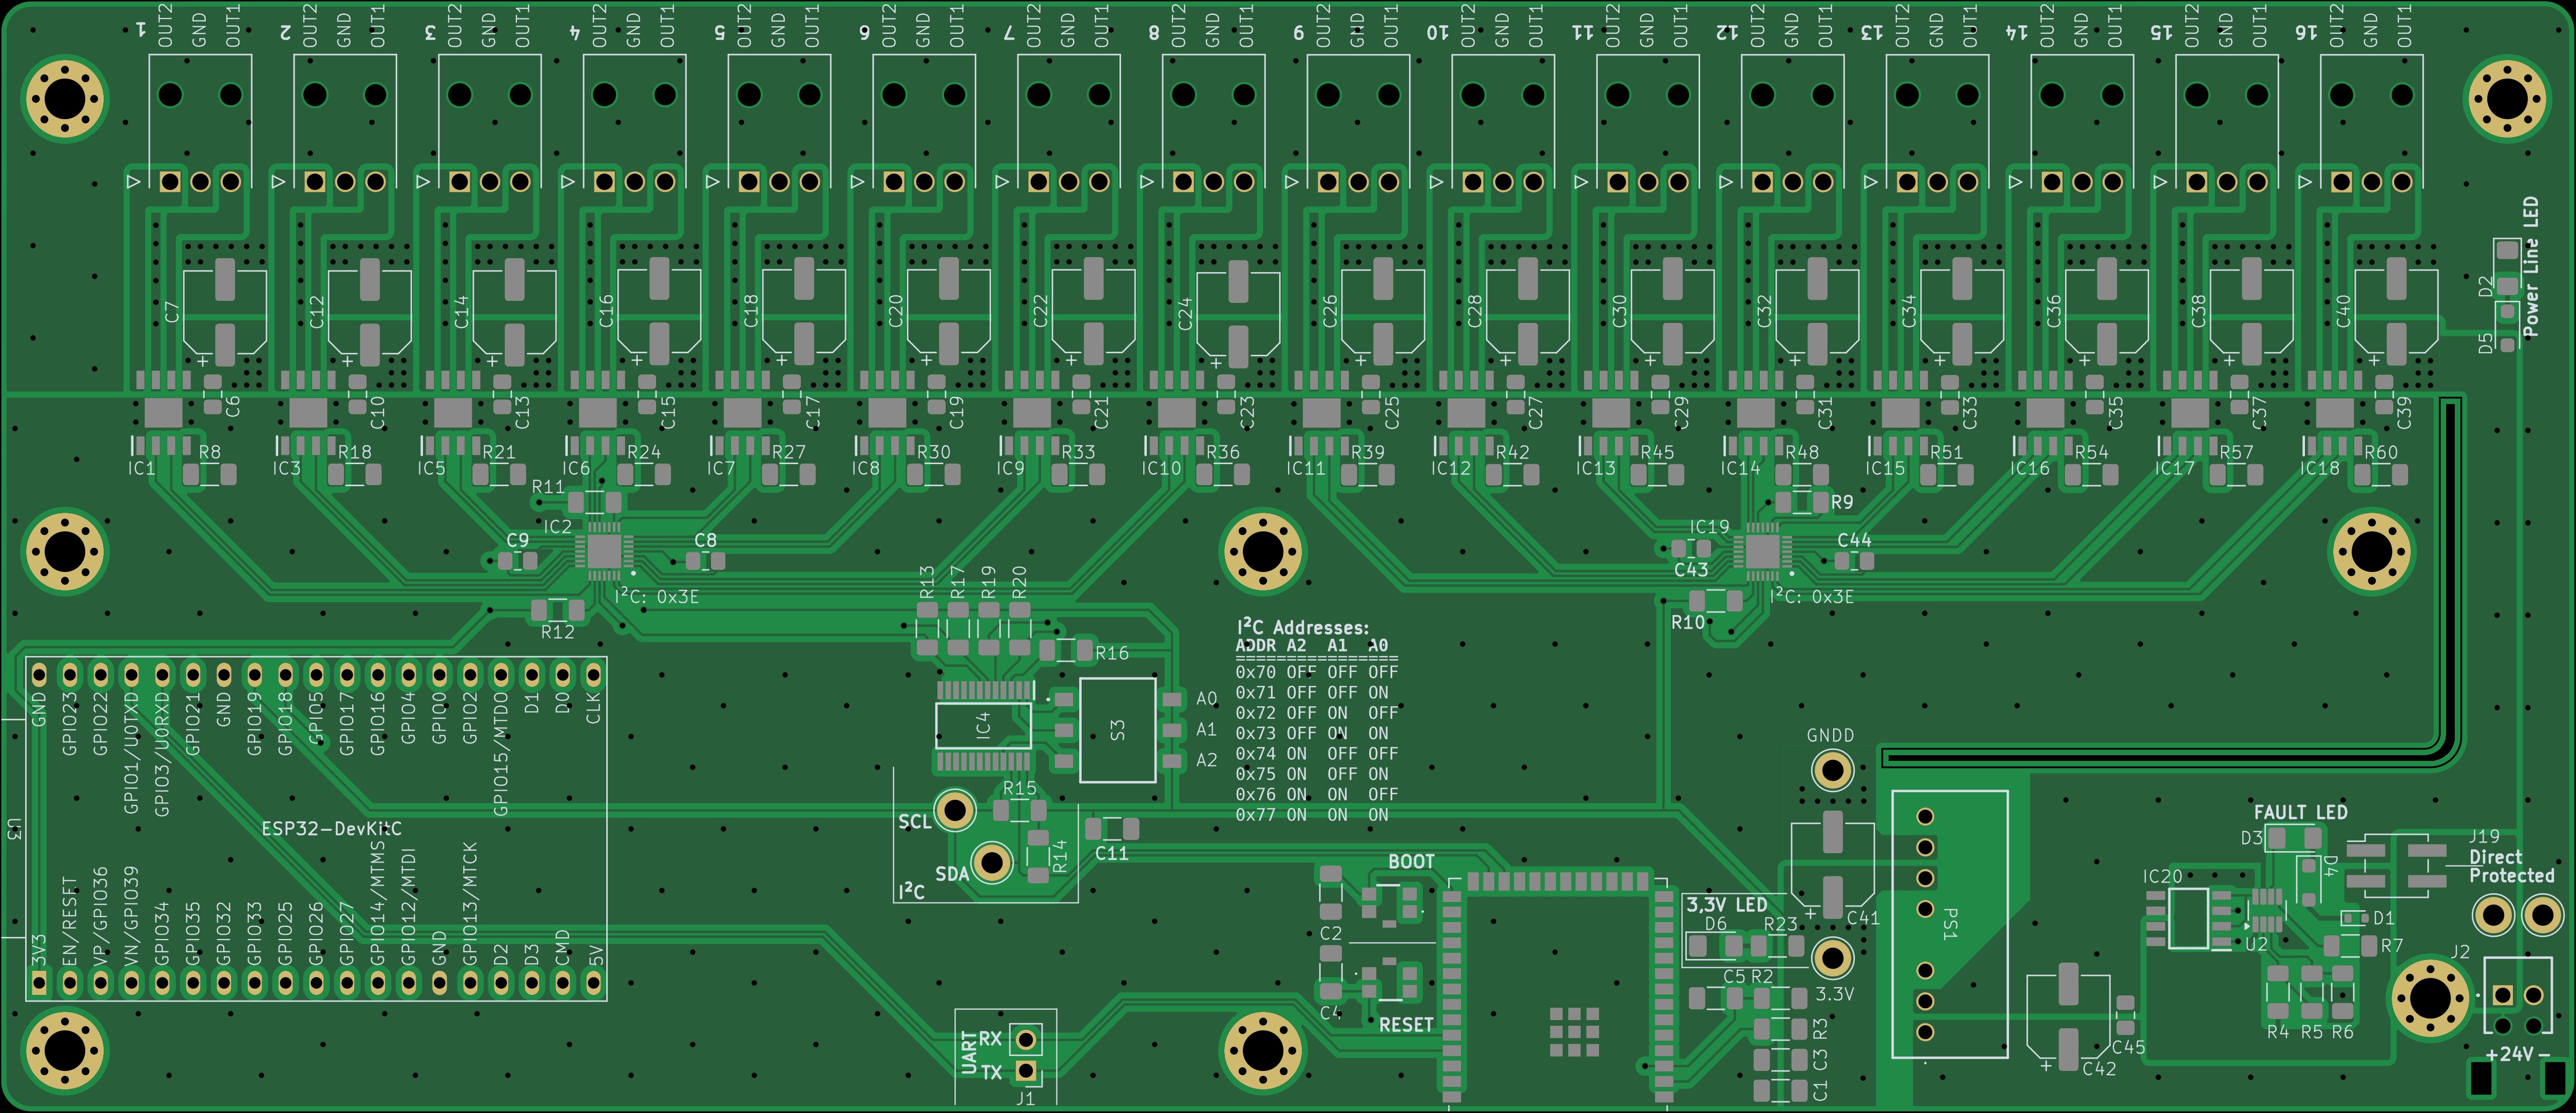 1 OUT2 GND OUT1
2 OUT2 GND OUT1
3 OUT2 GND OUT1
4 OUT2 GND OUT1
5 OUT2 GND OUT1
6 OUT2 GND OUT1
7 OUT2 GND OUT1
8 OUT2 GND OUT1
9 OUT2 GND OUT1
10 OUT2 GND OUT1
11 OUT2 GND OUT1
12 OUT2 GND OUT1
13 OUT2 GND OUT1
14 OUT2 GND OUT1
15 OUT2 GND OUT1
16 OUT2 GND OUT1
C7 C12 C14 C16 C18 C20 C22 C24 C26 C28 C30 C32 C34 C36 C38 C40
+ + + + + + + + + + + + + + + +
D2
D5
Power Line LED
C6 C10 C13 C15 C17 C19 C21 C23 C25 C27 C29 C31 C33 C35 C37 C39
R8 R18 R21 R24 R27 R30 R33 R36 R39 R42 R45 R48 R51 R54 R57 R60
IC1 IC3 IC5 IC6 IC7 IC8 IC9 IC10 IC11 IC12 IC13 IC14 IC15 IC16 IC17 IC18
R11
IC2
C9
C8
I²C: 0x3E
R12
R9
IC19
C44
C43
I²C: 0x3E
R10
R13
R17
R19
R20
R16
IC4
S3
A0
A1
A2
I²C Addresses:
ADDR A2 A1 A0
==================
0x70 OFF OFF OFF
0x71 OFF OFF ON
0x72 OFF ON OFF
0x73 OFF ON ON
0x74 ON OFF OFF
0x75 ON OFF ON
0x76 ON ON OFF
0x77 ON ON ON
GND
GPIO23
GPIO22
GPIO1/U0TXD
GPIO3/U0RXD
GPIO21
GND
GPIO19
GPIO18
GPIO5
GPIO17
GPIO16
GPIO4
GPIO0
GPIO2
GPIO15/MTDO
D1
D0
CLK
U3
ESP32-DevKitC
3V3
EN/RESET
VP/GPIO36
VN/GPIO39
GPIO34
GPIO35
GPIO32
GPIO33
GPIO25
GPIO26
GPIO27
GPIO14/MTMS
GPIO12/MTDI
GND
GPIO13/MTCK
D2
D3
CMD
5V
R15
SCL
SDA
R14
I²C
C11
UART
RX
TX
J1
BOOT
C2
C4
RESET
3,3V LED
D6
R23
C5
R2
R3
C3
C1
GNDD
+
C41
3.3V
PS1
+
C42
C45
FAULT LED
D3
D4
IC20
U2
D1
R7
R4
R5
R6
J19
Direct
Protected
J2
+24V-